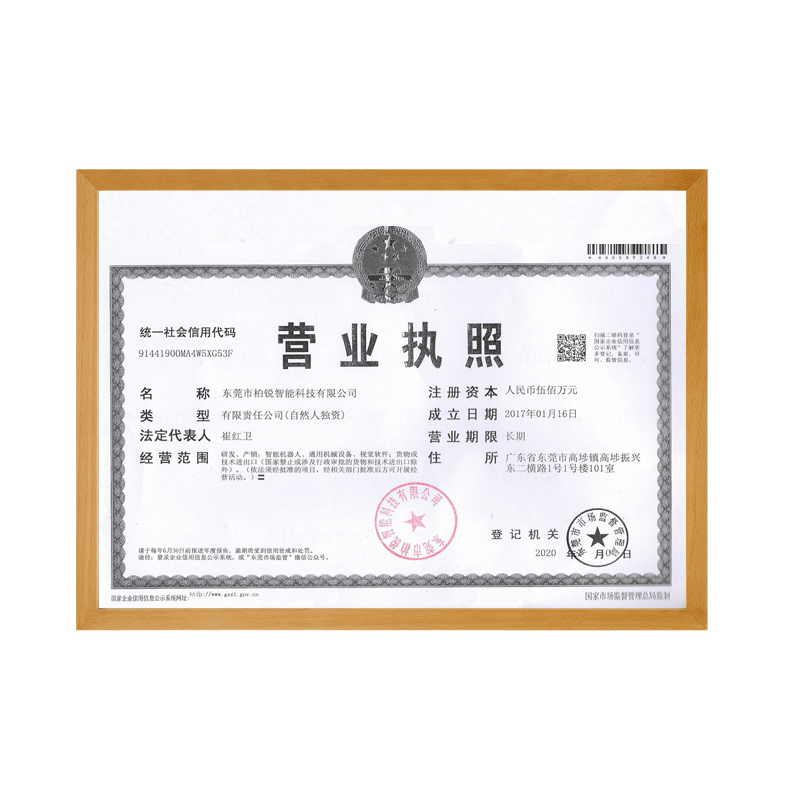 *440589248*
统一社会信用代码
91441900MA4W5XG53F
营业执照
扫描二维码登录“
国家企业信用信息
公示系统”了解更
多登记、备案、许
可、监管信息。
名称 东莞市柏锐智能科技有限公司
类型 有限责任公司(自然人独资)
法定代表人 崔红卫
经营范围 研发、产销：智能机器人、通用机械设备、视觉软件；货物或
技术进出口（国家禁止或涉及行政审批的货物和技术进出口除
外）。（依法须经批准的项目，经相关部门批准后方可开展经
营活动。）
注册资本 人民币伍佰万元
成立日期 2017年01月16日
营业期限 长期
住所 广东省东莞市高埗镇高埗振兴
东二横路1号1号楼101室
东莞市柏锐智能科技有限公司
登记机关
东莞市市场监督管理局
2020 年 月 日
请于每年6月30日前报送年度报告，逾期将受到信用惩戒和处罚。
途径：登录企业信用信息公示系统，或“东莞市场监管”微信公众号。
国家企业信用信息公示系统网址：http://www.gsxt.gov.cn
国家市场监督管理总局监制